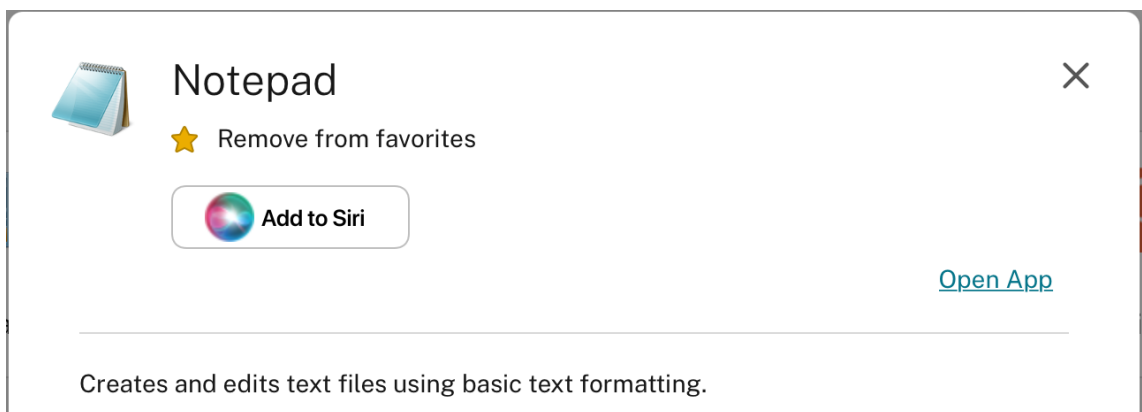 Notepad
Remove from favorites
Add to Siri
Open App
Creates and edits text files using basic text formatting.